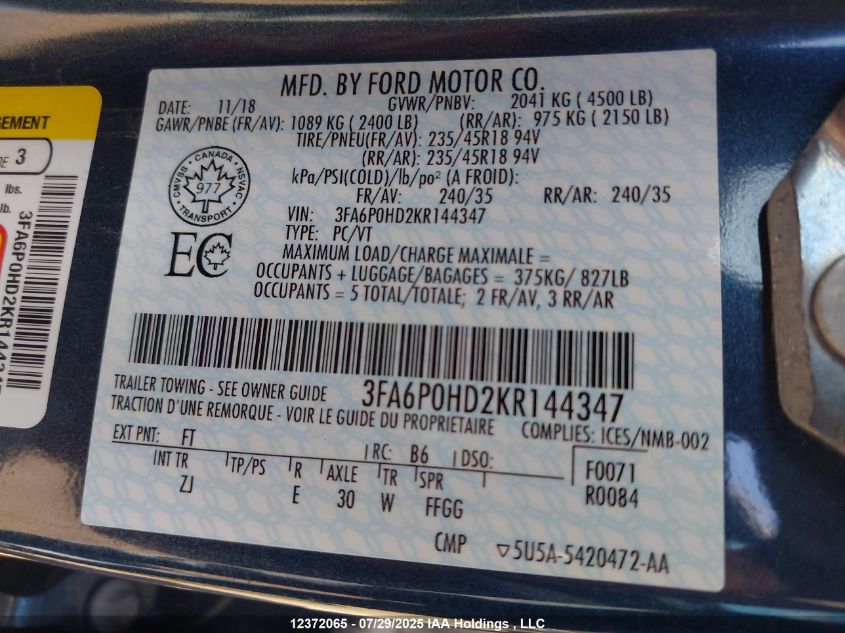 MFD. BY FORD MOTOR CO.
DATE: 11/18 GVWR/PNBV: 2041 KG ( 4500 LB)
GAWR/PNBE (FR/AV): 1089 KG ( 2400 LB) (RR/AR): 975 KG ( 2150 LB)
TIRE/PNEU(FR/AV): 235/45R18 94V
(RR/AR): 235/45R18 94V
kPa/PSI(COLD)/lb/po² (A FROID):
FR/AV: 240/35 RR/AR: 240/35
CANADA
CMVSS NSVAC
977
TRANSPORT
VIN: 3FA6P0HD2KR144347
TYPE: PC/VT
EC
MAXIMUM LOAD/CHARGE MAXIMALE =
OCCUPANTS + LUGGAGE/BAGAGES = 375KG/ 827LB
OCCUPANTS = 5 TOTAL/TOTALE; 2 FR/AV, 3 RR/AR
TRAILER TOWING - SEE OWNER GUIDE 3FA6P0HD2KR144347
TRACTION D'UNE REMORQUE - VOIR LE GUIDE DU PROPRIETAIRE COMPLIES: ICES/NMB-002
EXT PNT: FT RC: B6 DSO: F0071
INT TR TP/PS R AXLE TR SPR R0084
ZJ E 30 W FFGG
CMP 5U5A-5420472-AA
3
lbs.
lb.
12372065 - 07/29/2025 IAA Holdings , LLC